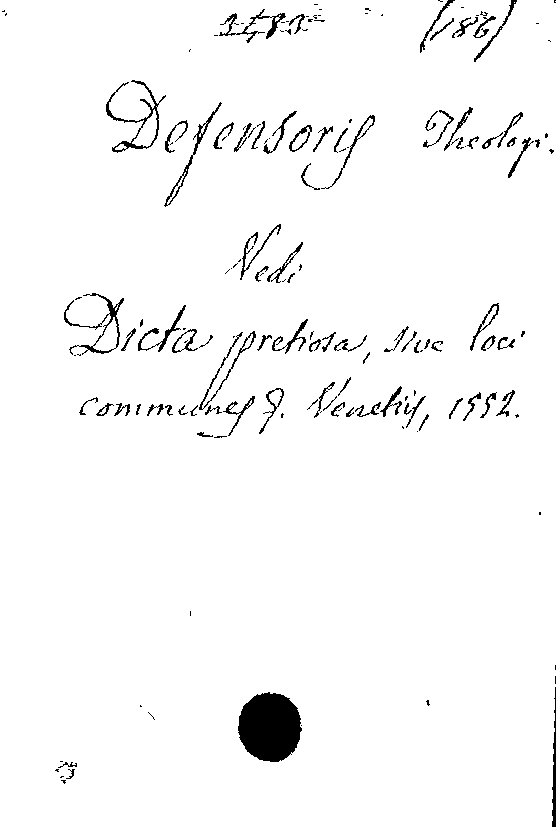 (186)
Defensoris Theologi.
Vedi
Dicta pretiosa, sive loci
communes &. Venetiis, 1552.